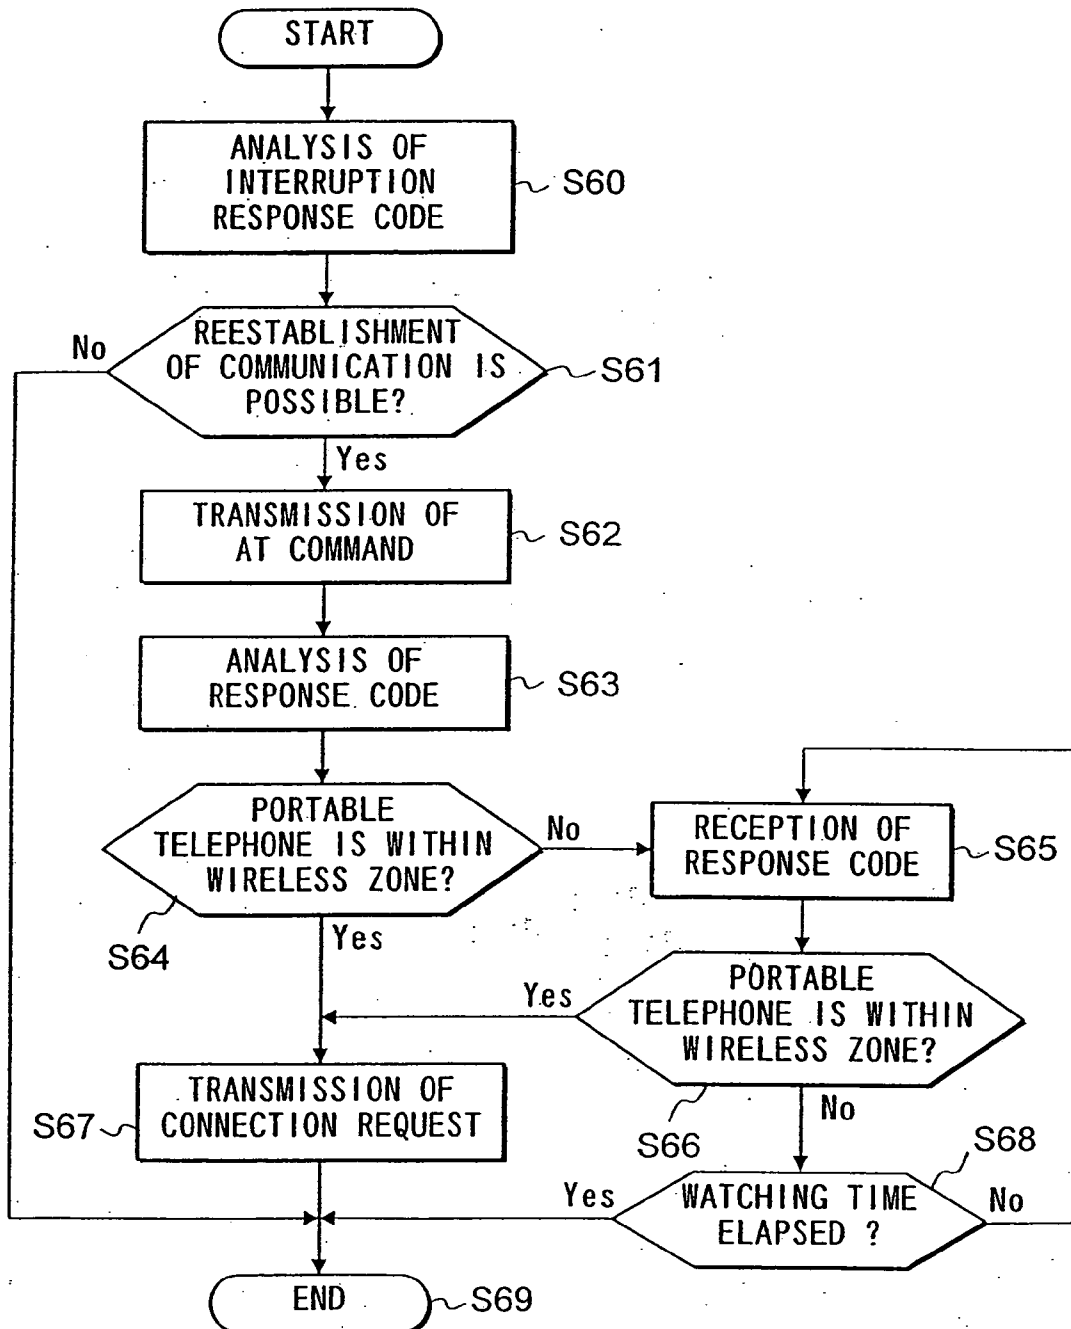 START
ANALYSIS OF
INTERRUPTION
RESPONSE CODE
S60
No
REESTABLISHMENT
OF COMMUNICATION IS
POSSIBLE?
S61
Yes
TRANSMISSION OF
AT COMMAND
S62
ANALYSIS OF
RESPONSE CODE
S63
PORTABLE
TELEPHONE IS WITHIN
WIRELESS ZONE?
No
S64
Yes
RECEPTION OF
RESPONSE CODE
S65
PORTABLE
TELEPHONE IS WITHIN
WIRELESS ZONE?
Yes
S66
No
TRANSMISSION OF
CONNECTION REQUEST
S67
S68
WATCHING TIME
ELAPSED ?
Yes
No
END
S69